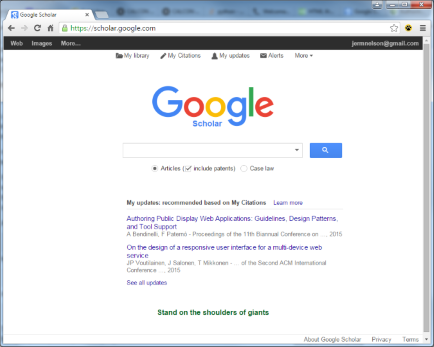 Google Scholar
https://scholar.google.com
Web Images More...
jermnelson@gmail.com
My library My Citations My updates Alerts More
Google
Scholar
Articles (include patents) Case law
My updates: recommended based on My Citations Learn more
Authoring Public Display Web Applications: Guidelines, Design Patterns,
and Tool Support
A Bendinelli, F Paternò - Proceedings of the 11th Biannual Conference on ..., 2015
On the design of a responsive user interface for a multi-device web
service
JP Voutilainen, J Salonen, T Mikkonen - ... of the Second ACM International
Conference ..., 2015
See all updates
Stand on the shoulders of giants
About Google Scholar Privacy Terms